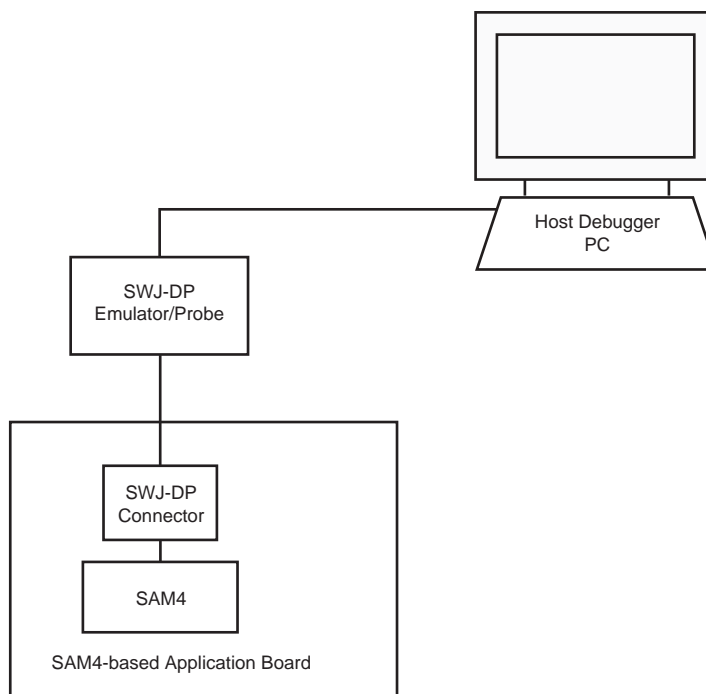 Host Debugger
PC
SWJ-DP
Emulator/Probe
SWJ-DP
Connector
SAM4
SAM4-based Application Board